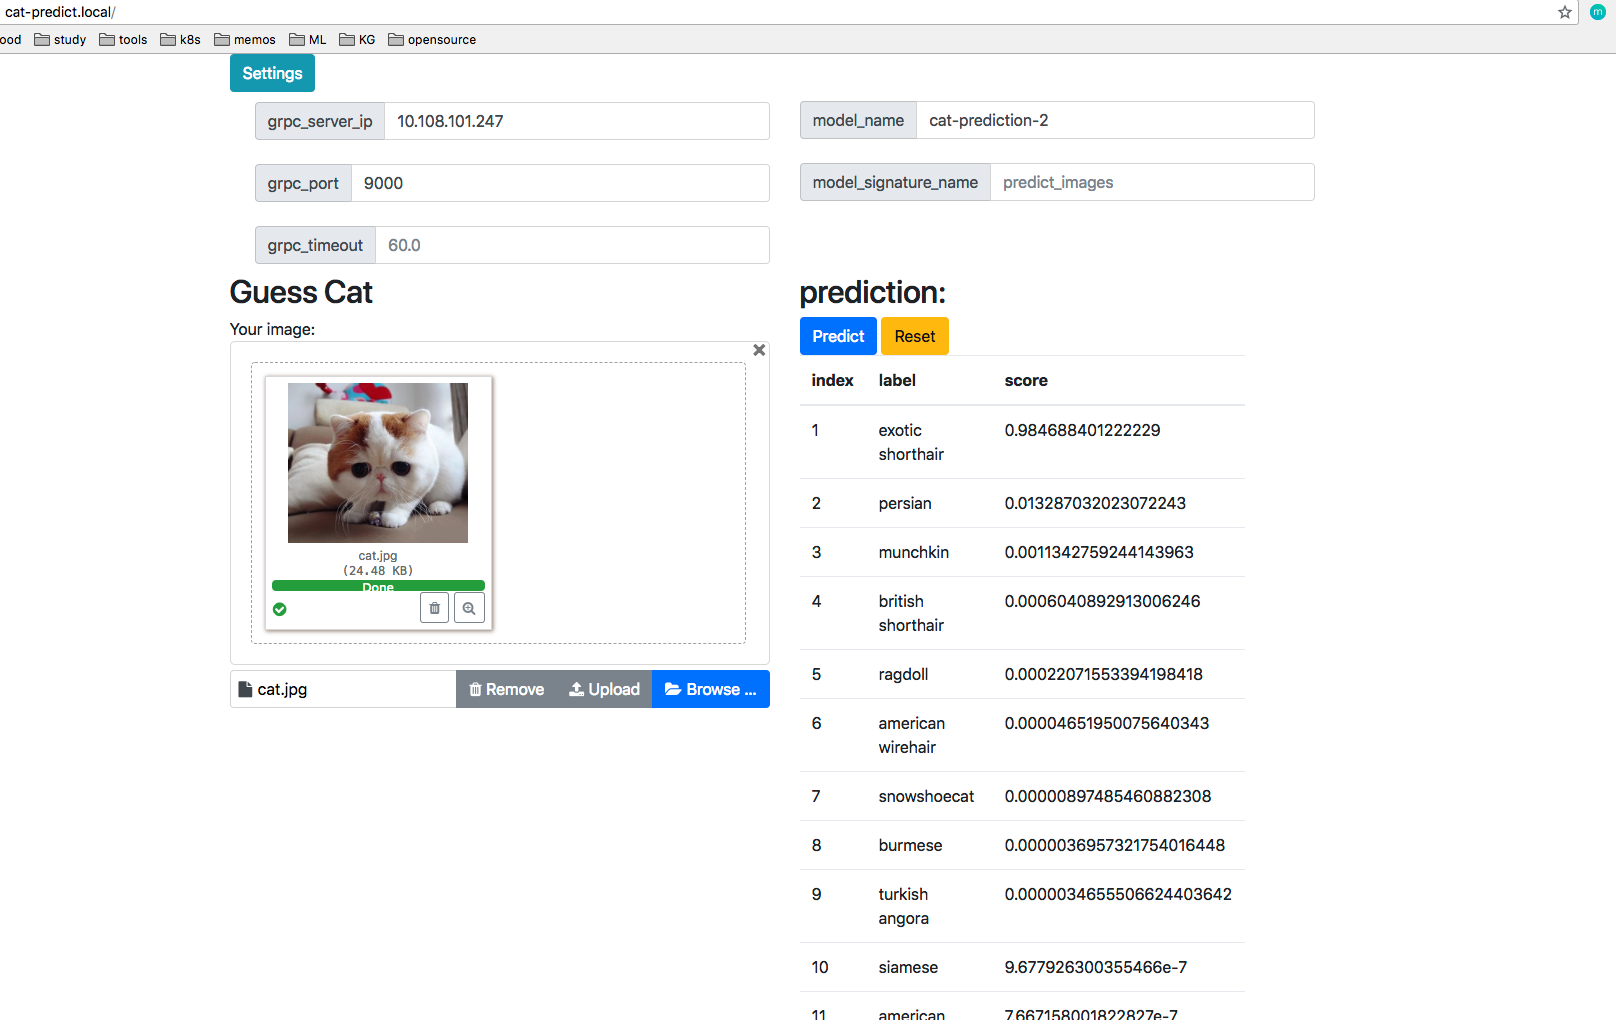 cat-predict.local/
ood study tools k8s memos ML KG opensource
m
Settings
grpc_server_ip 10.108.101.247
model_name cat-prediction-2
grpc_port 9000
model_signature_name predict_images
grpc_timeout 60.0
Guess Cat
Your image:
cat.jpg
(24.48 KB)
Done
cat.jpg Remove Upload Browse ...
prediction:
Predict Reset
index label score
1 exotic shorthair 0.984688401222229
2 persian 0.013287032023072243
3 munchkin 0.0011342759244143963
4 british shorthair 0.0006040892913006246
5 ragdoll 0.00022071553394198418
6 american wirehair 0.00004651950075640343
7 snowshoecat 0.00000897485460882308
8 burmese 0.0000036957321754016448
9 turkish angora 0.0000034655506624403642
10 siamese 9.677926300355466e-7
11 american 7.667158001822827e-7